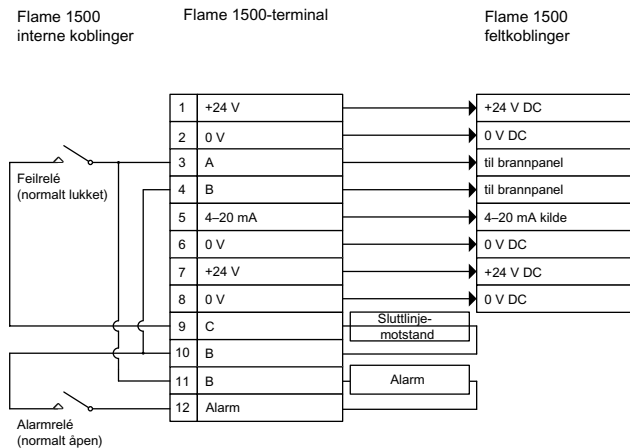 Flame 1500
interne koblinger
Flame 1500-terminal
Flame 1500
feltkoblinger
1 +24 V +24 V DC
2 0 V 0 V DC
3 A til brannpanel
4 B til brannpanel
5 4–20 mA 4–20 mA kilde
6 0 V 0 V DC
7 +24 V +24 V DC
8 0 V 0 V DC
9 C
10 B
11 B
12 Alarm
Feilrelé
(normalt lukket)
Sluttlinje-
motstand
Alarm
Alarmrelé
(normalt åpen)